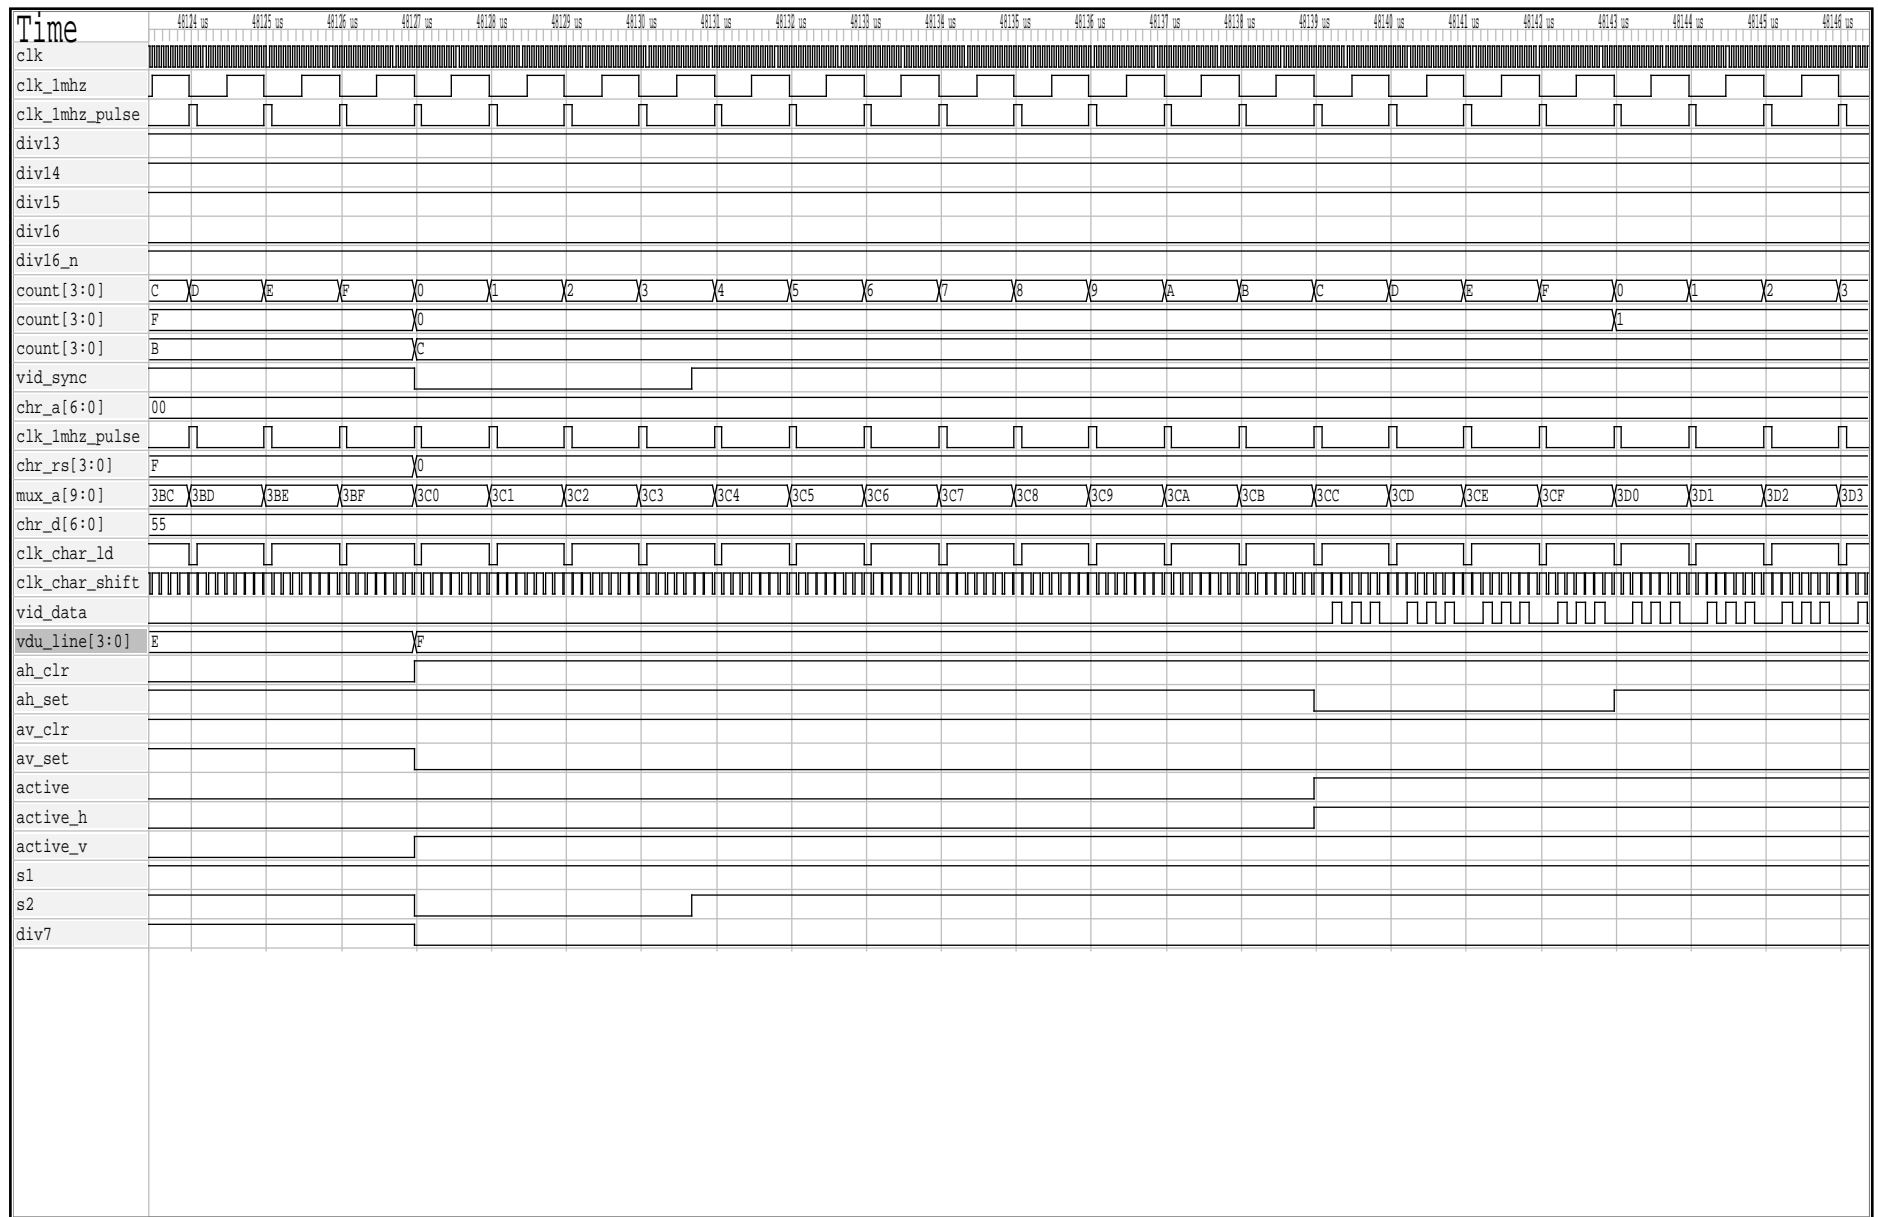 Time 48124 us 48125 us 48126 us 48127 us 48128 us 48129 us 48130 us 48131 us 48132 us 48133 us 48134 us 48135 us 48136 us 48137 us 48138 us 48139 us 48140 us 48141 us 48142 us 48143 us 48144 us 48145 us 48146 us
clk
clk_1mhz
clk_1mhz_pulse
div13
div14
div15
div16
div16_n
count[3:0] C D E F 0 1 2 3 4 5 6 7 8 9 A B C D E F 0 1 2 3
count[3:0] F 0 1
count[3:0] B C
vid_sync
chr_a[6:0] 00
clk_1mhz_pulse
chr_rs[3:0] F 0
mux_a[9:0] 3BC 3BD 3BE 3BF 3C0 3C1 3C2 3C3 3C4 3C5 3C6 3C7 3C8 3C9 3CA 3CB 3CC 3CD 3CE 3CF 3D0 3D1 3D2 3D3
chr_d[6:0] 55
clk_char_ld
clk_char_shift
vid_data
vdu_line[3:0] E F
ah_clr
ah_set
av_clr
av_set
active
active_h
active_v
s1
s2
div7